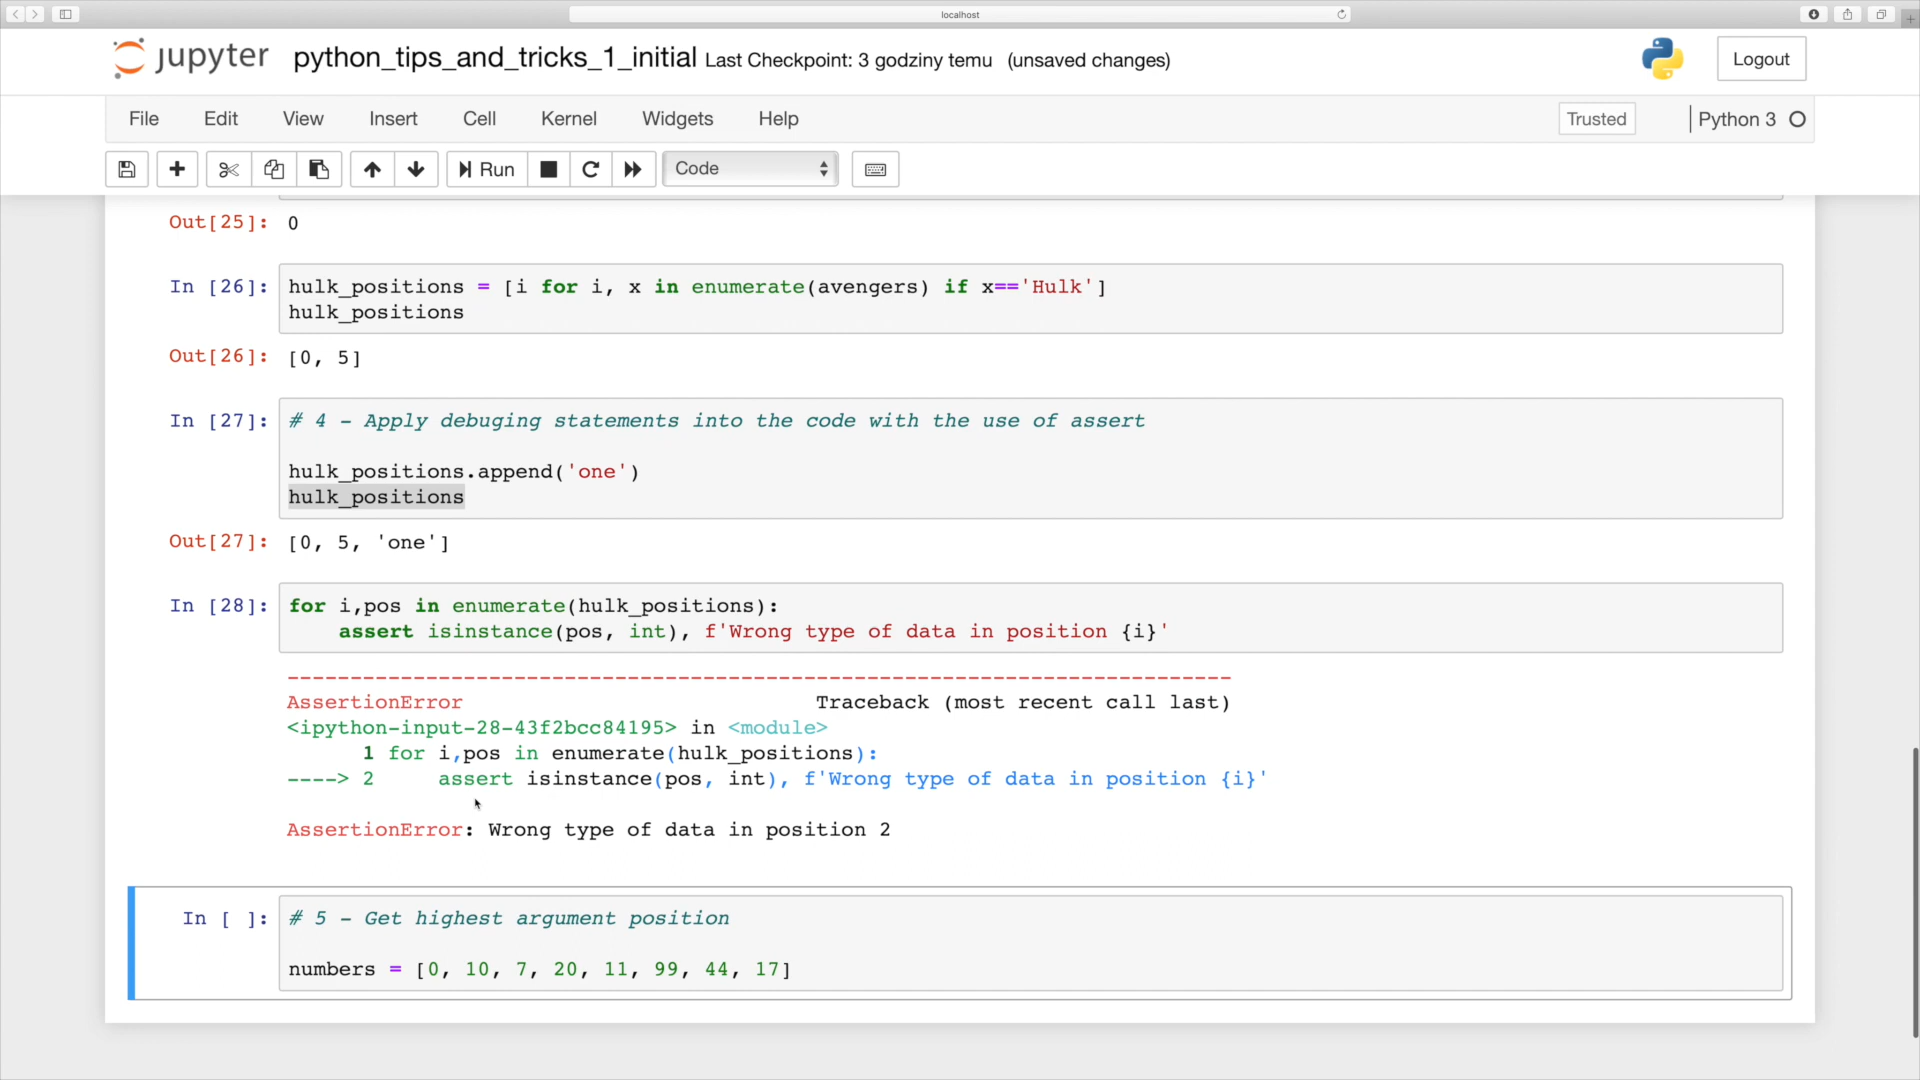 localhost
jupyter python_tips_and_tricks_1_initial Last Checkpoint: 3 godziny temu (unsaved changes)
Logout
File Edit View Insert Cell Kernel Widgets Help
Trusted
Python 3
Run
Code
Out[25]: 0
In [26]: hulk_positions = [i for i, x in enumerate(avengers) if x=='Hulk']
hulk_positions
Out[26]: [0, 5]
In [27]: # 4 - Apply debuging statements into the code with the use of assert
hulk_positions.append('one')
hulk_positions
Out[27]: [0, 5, 'one']
In [28]: for i,pos in enumerate(hulk_positions):
    assert isinstance(pos, int), f'Wrong type of data in position {i}'
---------------------------------------------------------------------------
AssertionError Traceback (most recent call last)
<ipython-input-28-43f2bcc84195> in <module>
      1 for i,pos in enumerate(hulk_positions):
----> 2     assert isinstance(pos, int), f'Wrong type of data in position {i}'
AssertionError: Wrong type of data in position 2
In [ ]: # 5 - Get highest argument position
numbers = [0, 10, 7, 20, 11, 99, 44, 17]